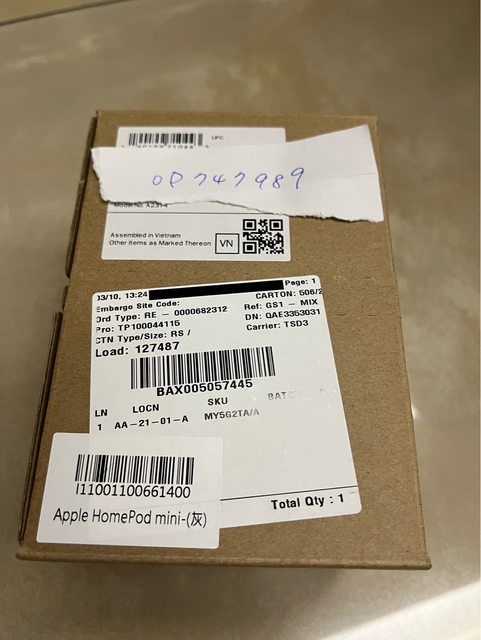 UPC
08747989
Model No. A2374
Assembled in Vietnam
Other Items as Marked Thereon
VN
03/10, 13:24
Page: 1
Embargo Site Code:
CARTON: 506/2
Ord Type: RE - 0000682312
Ref: GS1 - MIX
Pro: TP100044115
DN: QAE3353031
CTN Type/Size: RS /
Carrier: TSD3
Load: 127487
BAX005057445
LN LOCN SKU
1 AA-21-01-A MY5G2TA/A
Total Qty : 1
I11001100661400
Apple HomePod mini-(灰)